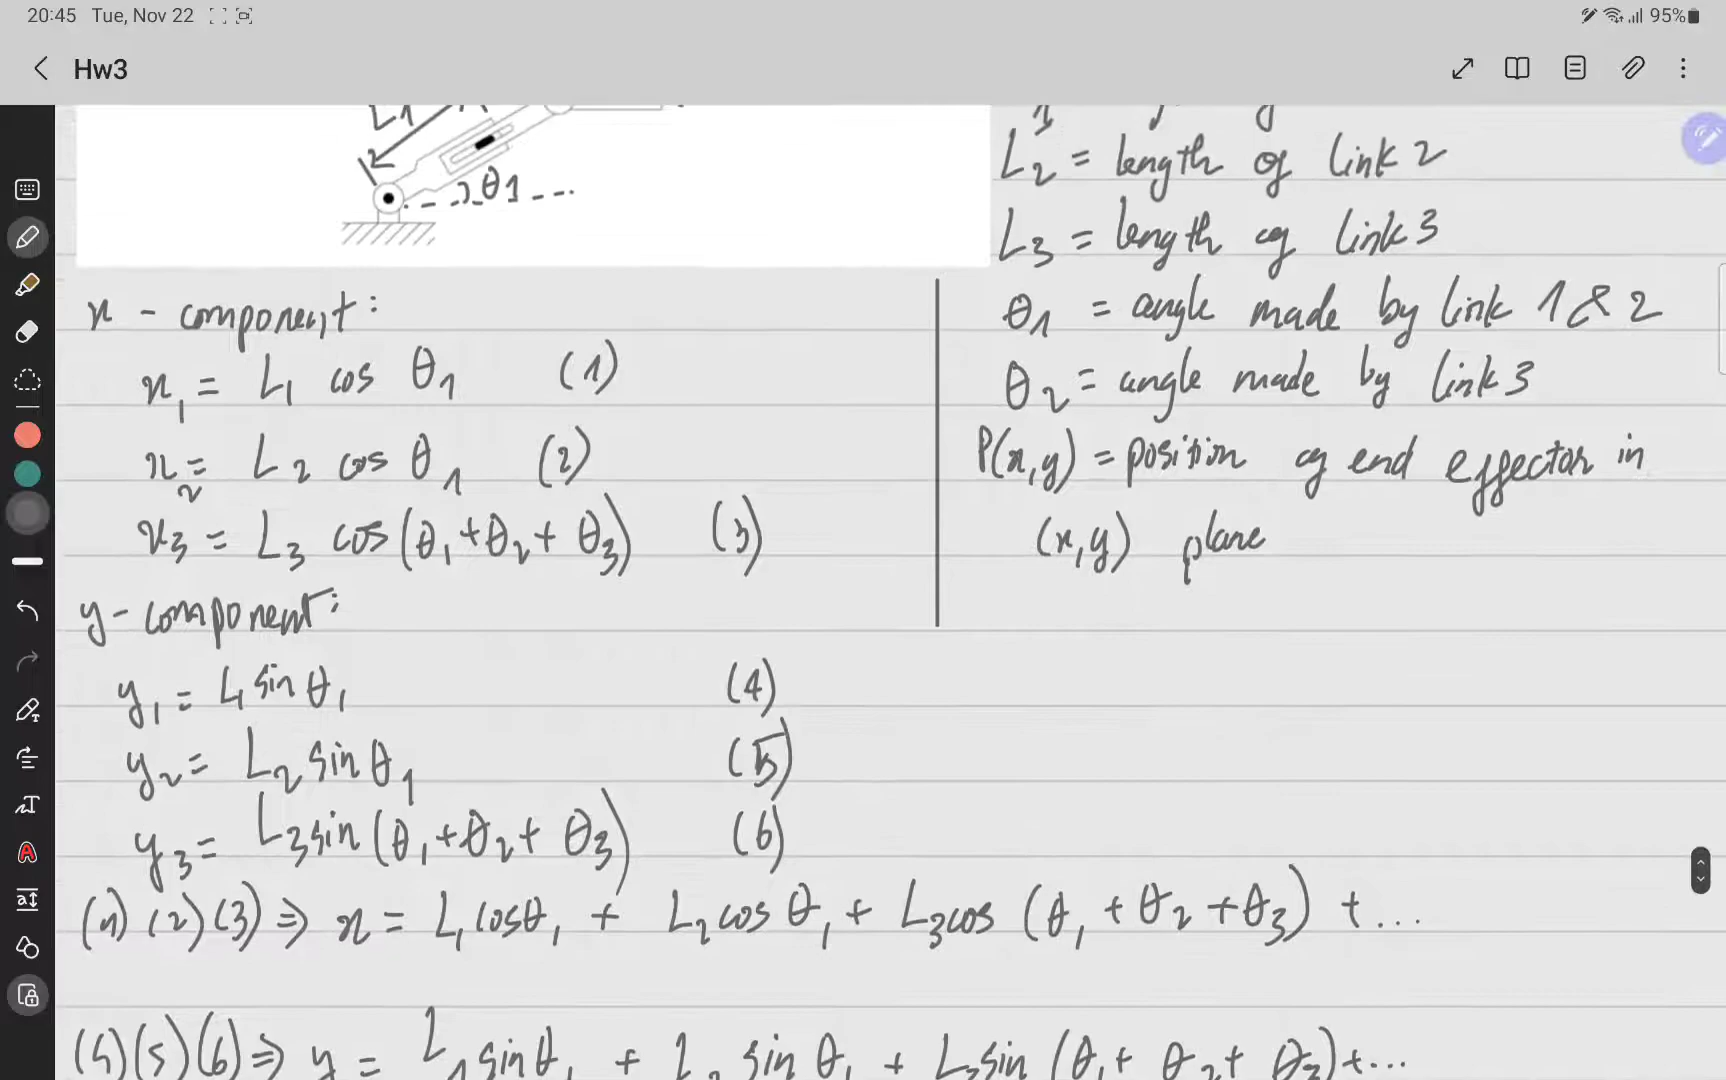 20:45 Tue, Nov 22 95%
Hw3
L1
θ1
L2 = length of link 2
L3 = length of link 3
θ1 = angle made by link 1 & 2
θ2 = angle made by link 3
P(x,y) = position of end effector in
(x,y) plane
x - component:
x1 = L1 cos θ1 (1)
x2 = L2 cos θ1 (2)
x3 = L3 cos(θ1+θ2+ θ3) (3)
y - component:
y1 = L1 sin θ1 (4)
y2 = L2 sin θ1 (5)
y3 = L3 sin (θ1+θ2+ θ3) (6)
(1) (2) (3) ⇒ x = L1 cosθ1 + L2 cos θ1 + L3 cos (θ1 + θ2 + θ3) + ...
(5)(6) ⇒ y = L1 sin θ1 + L2 sin θ1 + L3 sin (θ1+ θ2+ θ3)+...